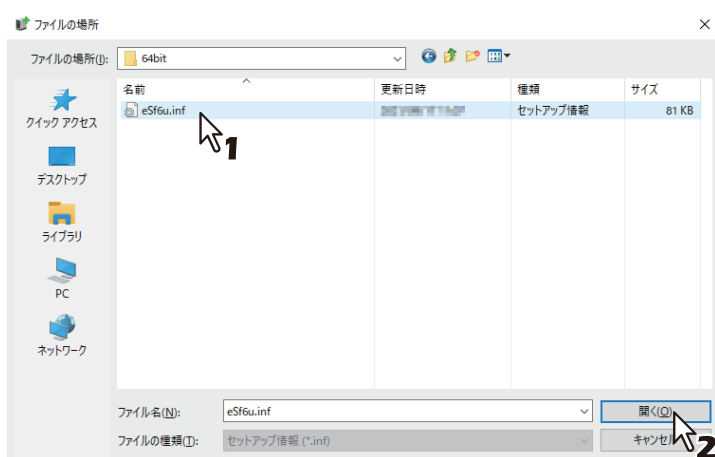 ファイルの場所
ファイルの場所(I): 64bit
名前 更新日時 種類 サイズ
eSf6u.inf セットアップ情報 81 KB
1
クイック アクセス
デスクトップ
ライブラリ
PC
ネットワーク
ファイル名(N): eSf6u.inf 開く(O)
ファイルの種類(T): セットアップ情報 (*.inf) キャンセル
2